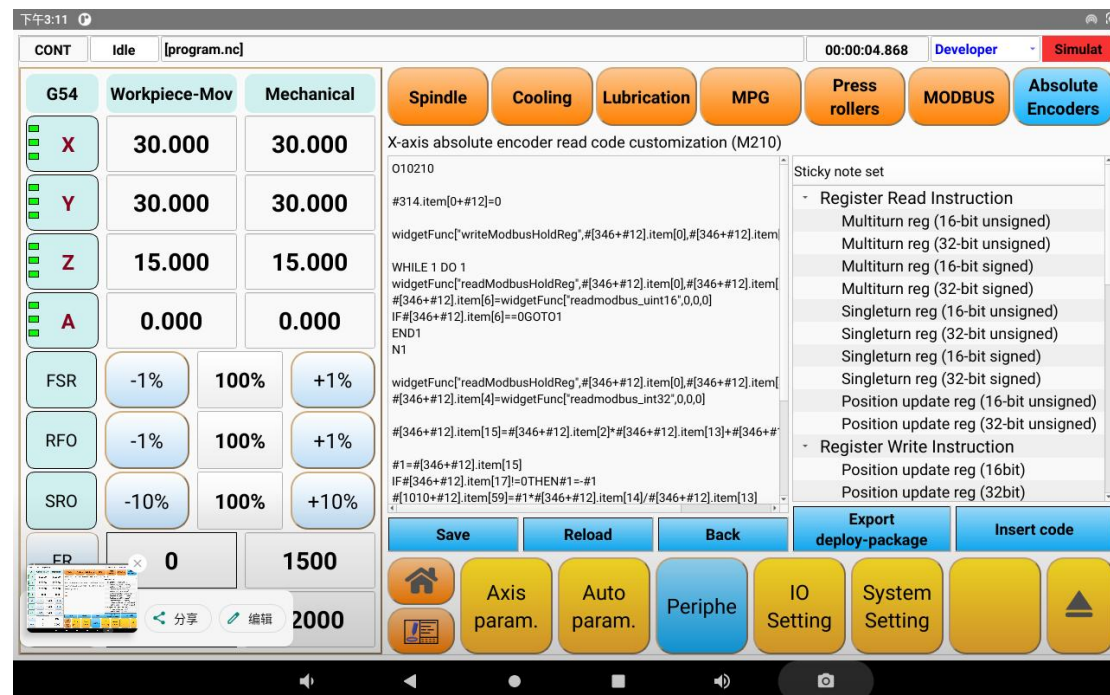 下午3:11
CONT Idle [program.nc] 00:00:04.868 Developer Simulat
G54 Workpiece-Mov Mechanical
X 30.000 30.000
Y 30.000 30.000
Z 15.000 15.000
A 0.000 0.000
FSR -1% 100% +1%
RFO -1% 100% +1%
SRO -10% 100% +10%
FR 0 1500
2000
分享 编辑
Spindle Cooling Lubrication MPG Press rollers MODBUS Absolute Encoders
X-axis absolute encoder read code customization (M210)
O10210
#314.item[0+#12]=0
widgetFunc["writeModbusHoldReg",#[346+#12].item[0],#[346+#12].item
WHILE 1 DO 1
widgetFunc["readModbusHoldReg",#[346+#12].item[0],#[346+#12].item[
#[346+#12].item[6]=widgetFunc["readmodbus_uint16",0,0,0]
IF#[346+#12].item[6]==0GOTO1
END1
N1
widgetFunc["readModbusHoldReg",#[346+#12].item[0],#[346+#12].item[
#[346+#12].item[4]=widgetFunc["readmodbus_int32",0,0,0]
#[346+#12].item[15]=#[346+#12].item[2]*#[346+#12].item[13]+#[346+#
#1=#[346+#12].item[15]
IF#[346+#12].item[17]!=0THEN#1=-#1
#[1010+#12].item[59]=#1*#[346+#12].item[14]/#[346+#12].item[13]
Sticky note set
Register Read Instruction
Multiturn reg (16-bit unsigned)
Multiturn reg (32-bit unsigned)
Multiturn reg (16-bit signed)
Multiturn reg (32-bit signed)
Singleturn reg (16-bit unsigned)
Singleturn reg (32-bit unsigned)
Singleturn reg (16-bit signed)
Singleturn reg (32-bit signed)
Position update reg (16-bit unsigned)
Position update reg (32-bit unsigned)
Register Write Instruction
Position update reg (16bit)
Position update reg (32bit)
Save Reload Back Export deploy-package Insert code
Axis param. Auto param. Periphe IO Setting System Setting